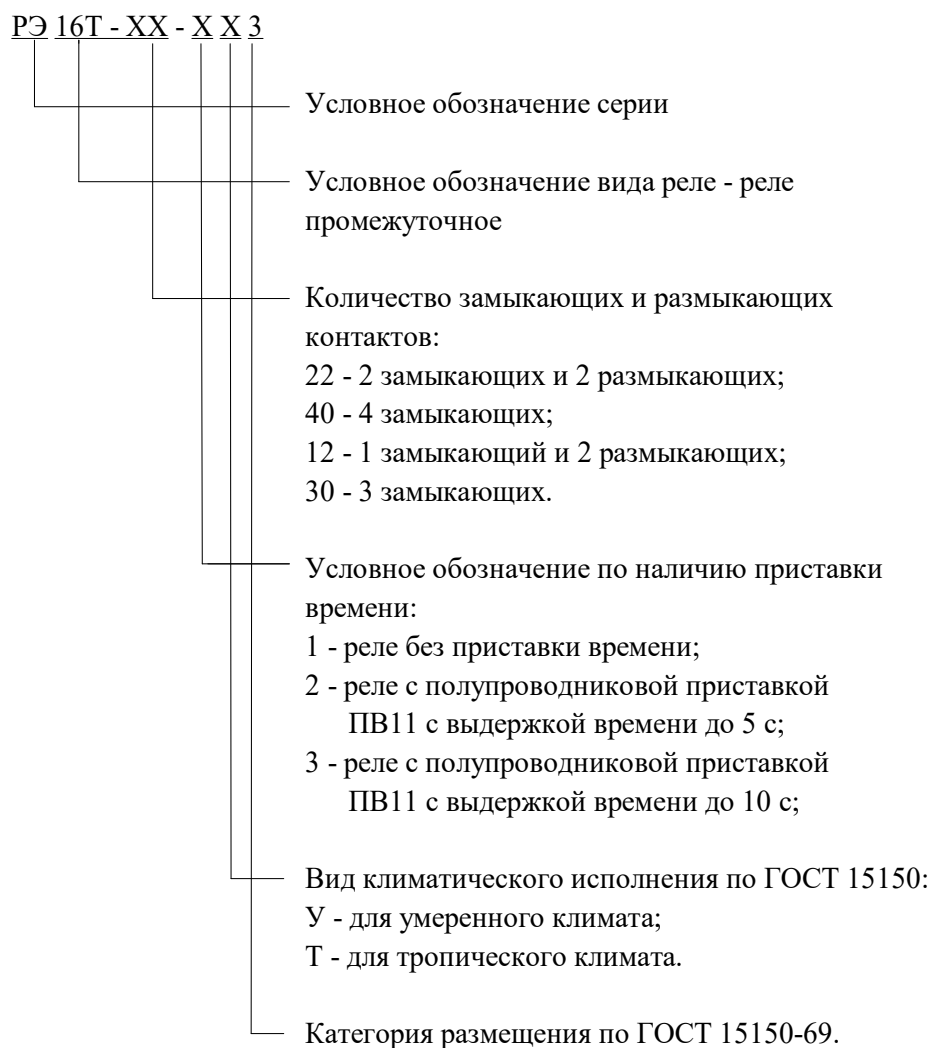 РЭ 16Т - ХХ - Х Х 3
Условное обозначение серии
Условное обозначение вида реле - реле
промежуточное
Количество замыкающих и размыкающих
контактов:
22 - 2 замыкающих и 2 размыкающих;
40 - 4 замыкающих;
12 - 1 замыкающий и 2 размыкающих;
30 - 3 замыкающих.
Условное обозначение по наличию приставки
времени:
1 - реле без приставки времени;
2 - реле с полупроводниковой приставкой
ПВ11 с выдержкой времени до 5 с;
3 - реле с полупроводниковой приставкой
ПВ11 с выдержкой времени до 10 с;
Вид климатического исполнения по ГОСТ 15150:
У - для умеренного климата;
Т - для тропического климата.
Категория размещения по ГОСТ 15150-69.